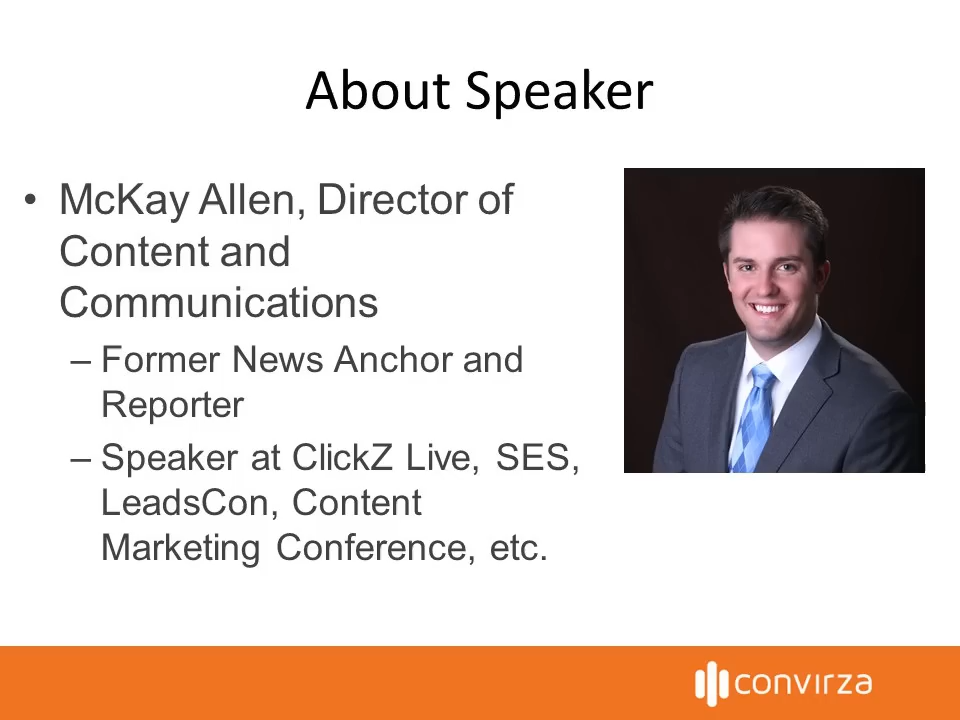 About Speaker
• McKay Allen, Director of
Content and
Communications
– Former News Anchor and
Reporter
– Speaker at ClickZ Live, SES,
LeadsCon, Content
Marketing Conference, etc.
convırza